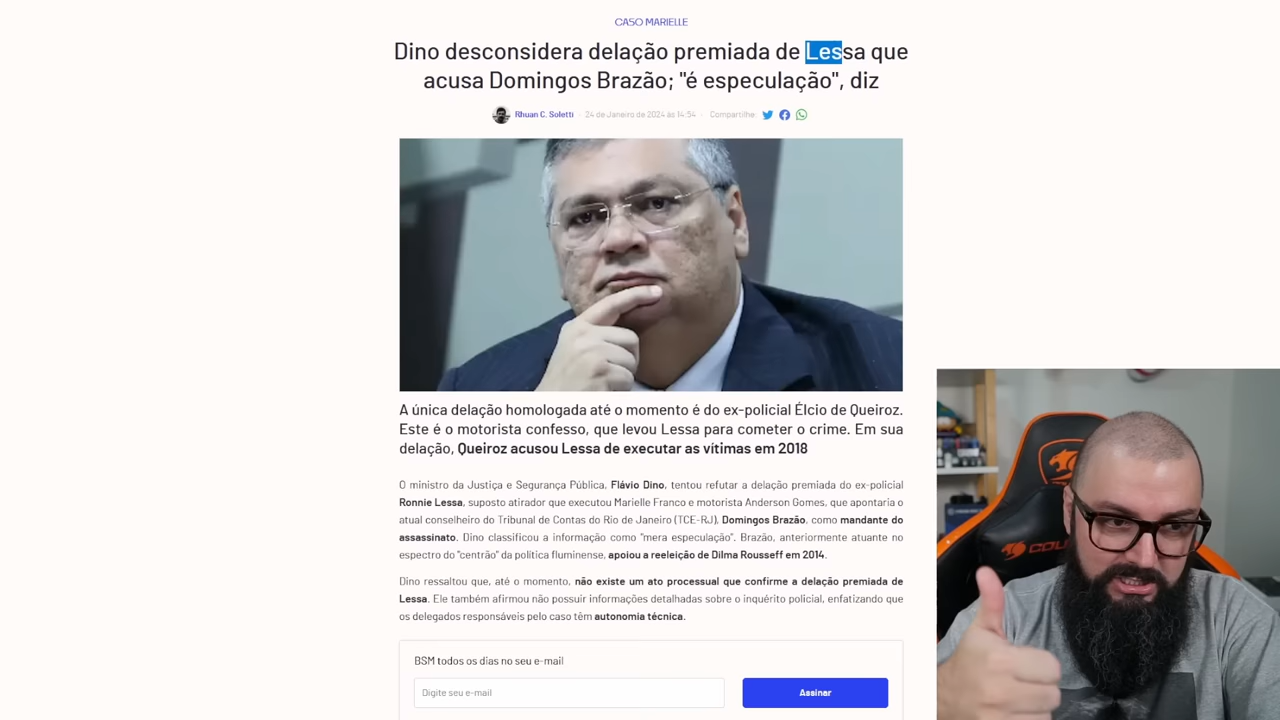 CASO MARIELLE
Dino desconsidera delação premiada de Lessa que
acusa Domingos Brazão; "é especulação", diz
Rhuan C. Soletti · 24 de Janeiro de 2024 às 14:54 · Compartilhe:
A única delação homologada até o momento é do ex-policial Élcio de Queiroz.
Este é o motorista confesso, que levou Lessa para cometer o crime. Em sua
delação, Queiroz acusou Lessa de executar as vítimas em 2018
O ministro da Justiça e Segurança Pública, Flávio Dino, tentou refutar a delação premiada do ex-policial
Ronnie Lessa, suposto atirador que executou Marielle Franco e motorista Anderson Gomes, que apontaria o
atual conselheiro do Tribunal de Contas do Rio de Janeiro (TCE-RJ), Domingos Brazão, como mandante do
assassinato. Dino classificou a informação como "mera especulação". Brazão, anteriormente atuante no
espectro do "centrão" da política fluminense, apoiou a reeleição de Dilma Rousseff em 2014.
Dino ressaltou que, até o momento, não existe um ato processual que confirme a delação premiada de
Lessa. Ele também afirmou não possuir informações detalhadas sobre o inquérito policial, enfatizando que
os delegados responsáveis pelo caso têm autonomia técnica.
BSM todos os dias no seu e-mail
Digite seu e-mail
Assinar